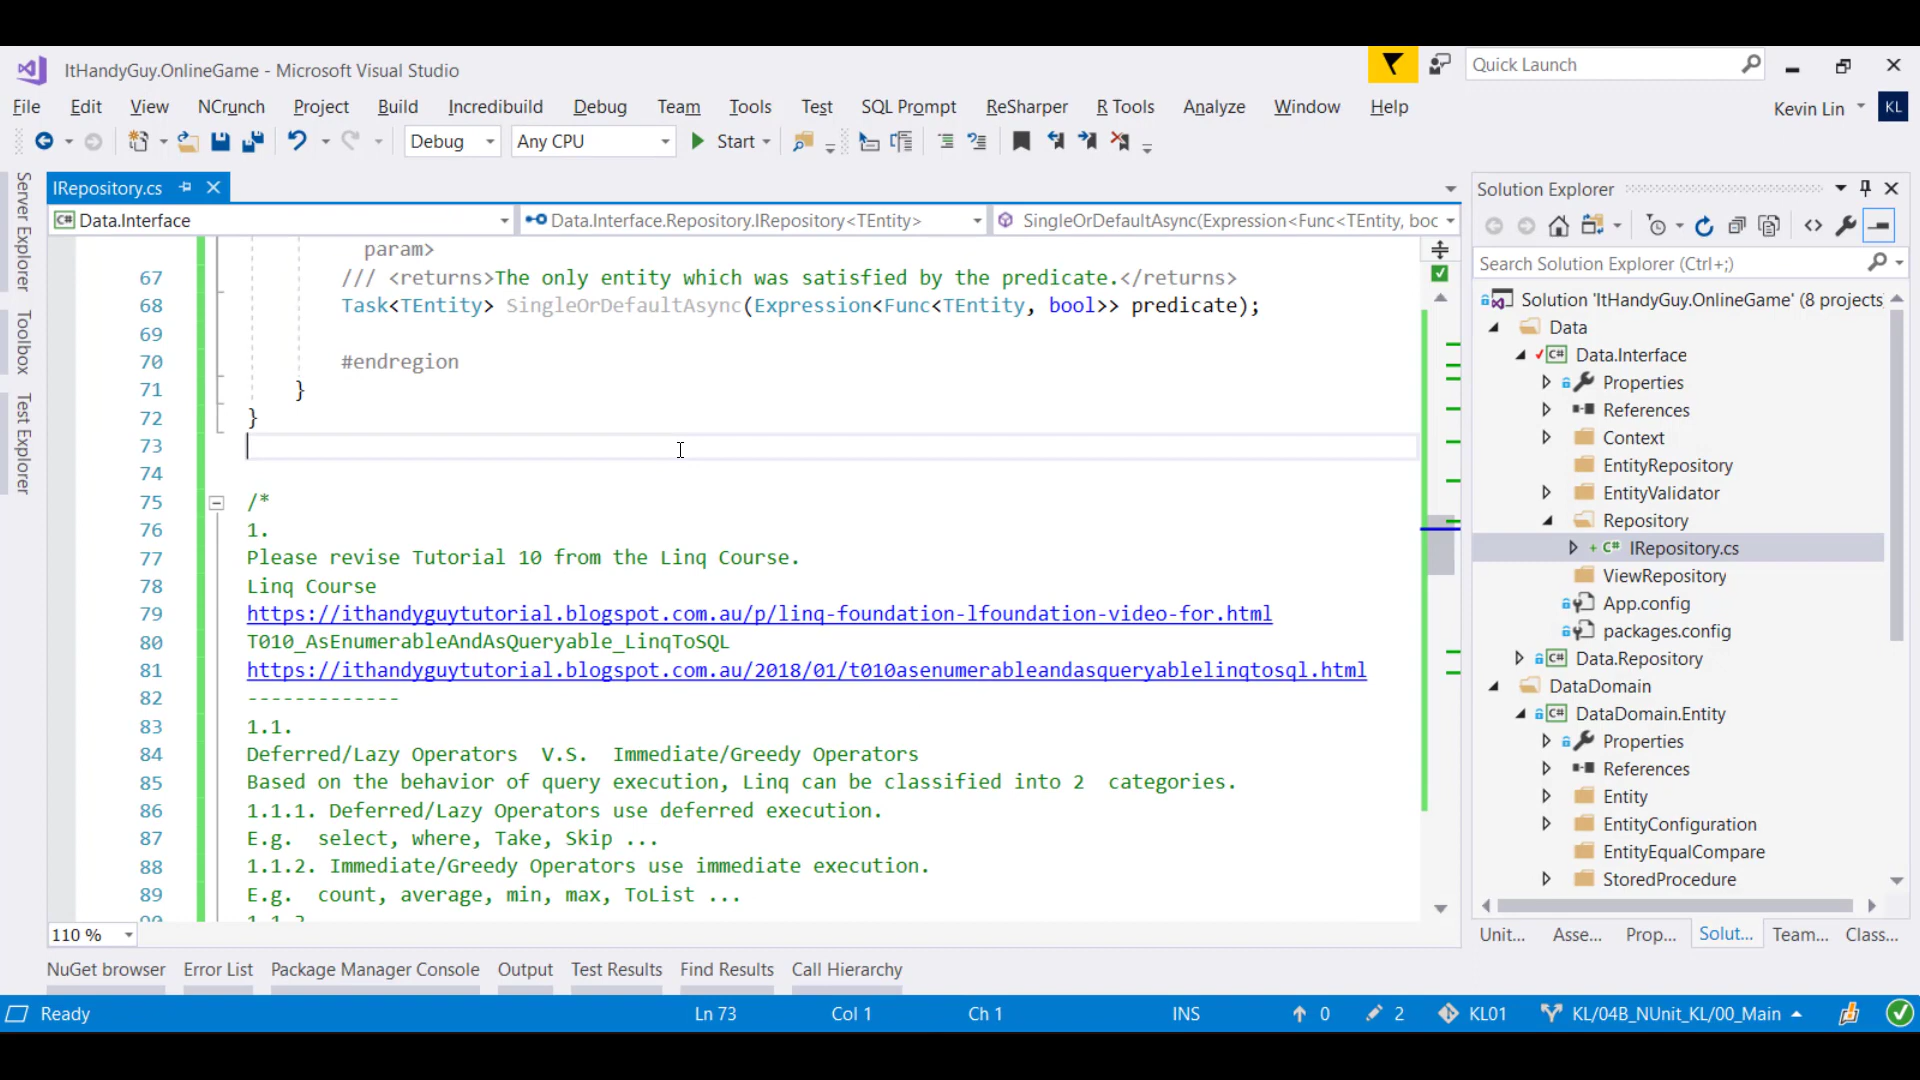 ItHandyGuy.OnlineGame - Microsoft Visual Studio
Quick Launch
File Edit View NCrunch Project Build Incredibuild Debug Team Tools Test SQL Prompt ReSharper R Tools Analyze Window Help
Kevin Lin KL
Debug Any CPU Start
Server Explorer
Toolbox
Test Explorer
IRepository.cs
Data.Interface Data.Interface.Repository.IRepository<TEntity> SingleOrDefaultAsync(Expression<Func<TEntity, boc
param>
67 /// <returns>The only entity which was satisfied by the predicate.</returns>
68 Task<TEntity> SingleOrDefaultAsync(Expression<Func<TEntity, bool>> predicate);
69
70 #endregion
71 }
72 }
73
74
75 /*
76 1.
77 Please revise Tutorial 10 from the Linq Course.
78 Linq Course
79 https://ithandyguytutorial.blogspot.com.au/p/linq-foundation-lfoundation-video-for.html
80 T010_AsEnumerableAndAsQueryable_LinqToSQL
81 https://ithandyguytutorial.blogspot.com.au/2018/01/t010asenumerableandasqueryablelinqtosql.html
82 -------------
83 1.1.
84 Deferred/Lazy Operators V.S. Immediate/Greedy Operators
85 Based on the behavior of query execution, Linq can be classified into 2 categories.
86 1.1.1. Deferred/Lazy Operators use deferred execution.
87 E.g. select, where, Take, Skip ...
88 1.1.2. Immediate/Greedy Operators use immediate execution.
89 E.g. count, average, min, max, ToList ...
110 %
Solution Explorer
Search Solution Explorer (Ctrl+;)
Solution 'ItHandyGuy.OnlineGame' (8 projects
Data
Data.Interface
Properties
References
Context
EntityRepository
EntityValidator
Repository
IRepository.cs
ViewRepository
App.config
packages.config
Data.Repository
DataDomain
DataDomain.Entity
Properties
References
Entity
EntityConfiguration
EntityEqualCompare
StoredProcedure
Unit... Asse... Prop... Solut... Team... Class...
NuGet browser Error List Package Manager Console Output Test Results Find Results Call Hierarchy
Ready Ln 73 Col 1 Ch 1 INS 0 2 KL01 KL/04B_NUnit_KL/00_Main